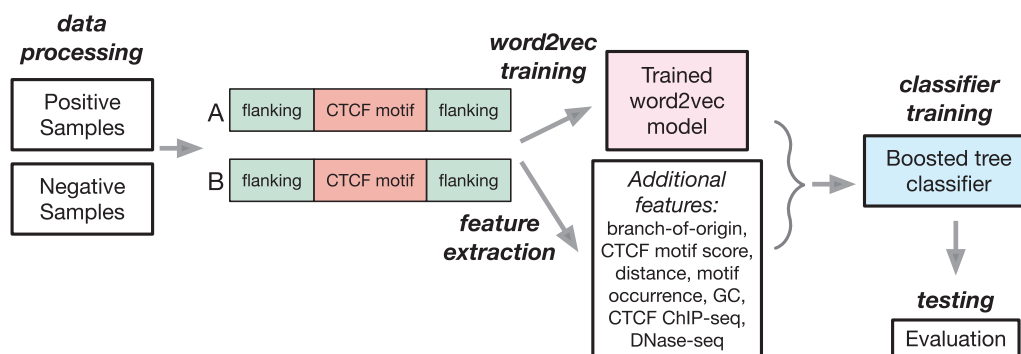 data
processing
Positive
Samples
Negative
Samples
A
flanking
CTCF motif
flanking
B
flanking
CTCF motif
flanking
word2vec
training
feature
extraction
Trained
word2vec
model
Additional
features:
branch-of-origin,
CTCF motif score,
distance, motif
occurrence, GC,
CTCF ChIP-seq,
DNase-seq
classifier
training
Boosted tree
classifier
testing
Evaluation